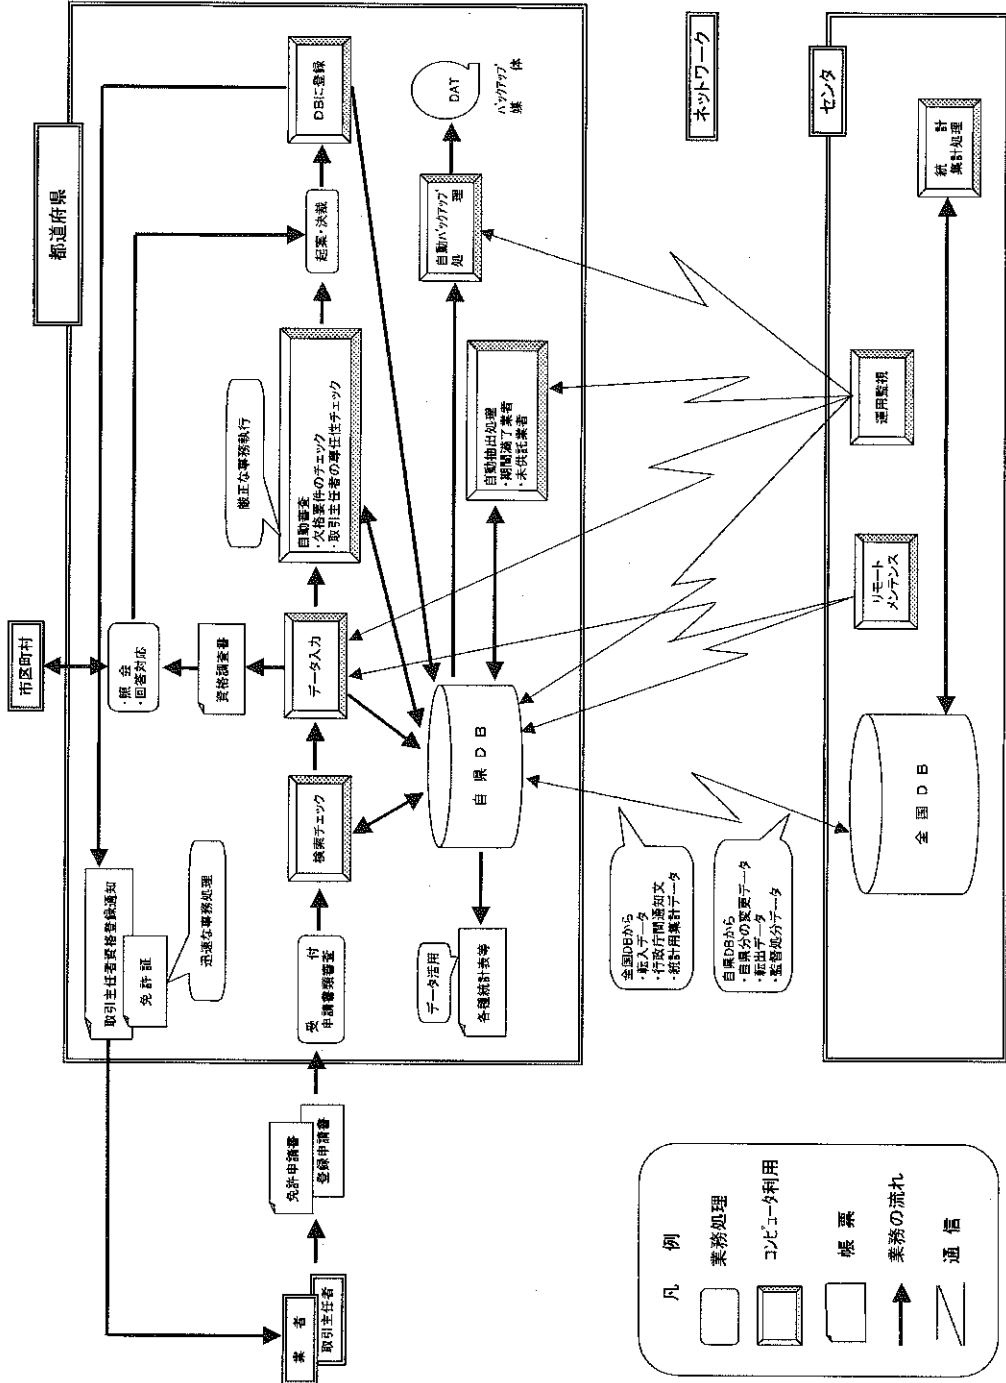 都道府県
市区町村
業　者
取引主任者
免許申請書
登録申請書
受　付
申請書類審査
検索チェック
データ入力
資格調査書
・照 会
・回答対応
自動審査
・欠格要件のチェック
・取引主任者の専任性チェック
厳正な事務執行
起案・決裁
DBに登録
取引主任者資格登録通知
免 許 証
迅速な事務処理
自 県 D B
データ活用
各種統計表等
自動抽出処理
・期間満了業者
・未供託業者
自動バックアップ
処　理
DAT
バックアップ
媒　体
ネットワーク
全国DBから
・転入データ
・行政庁間通知文
・統計用集計データ
自県DBから
・自県分の変更データ
・転出データ
・監督処分データ
センタ
全 国 D B
リモート
メンテンス
運用監視
統　計
集計処理
凡　例
業務処理
コンピュータ利用
帳　票
業務の流れ
通　信